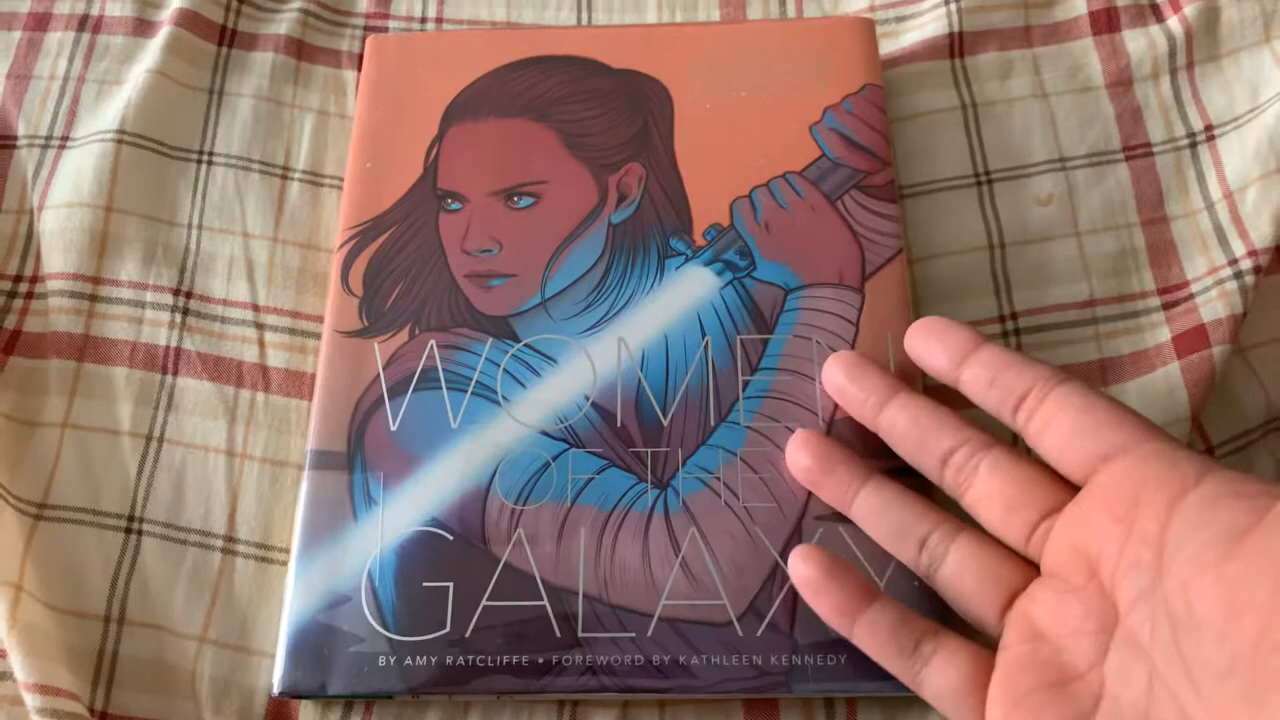 WOMEN
OF THE
GALAXY
BY AMY RATCLIFFE • FOREWORD BY KATHLEEN KENNEDY